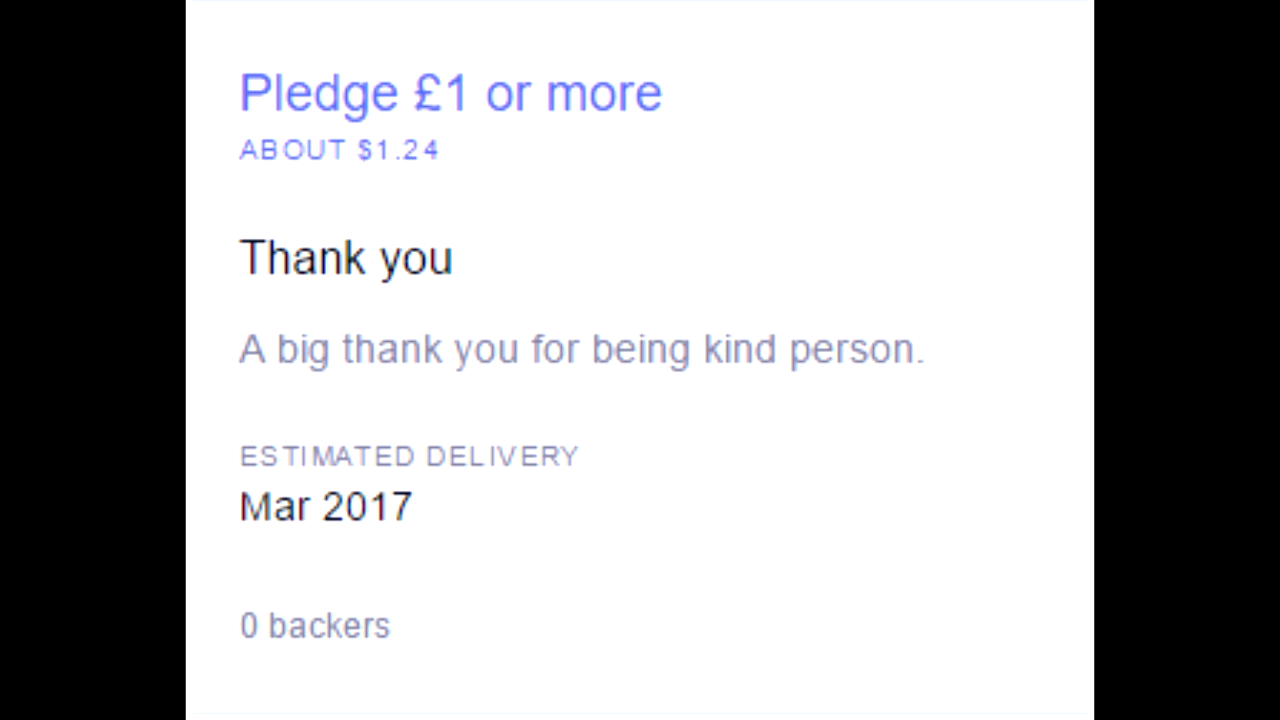 Pledge £1 or more
ABOUT $1.24
Thank you
A big thank you for being kind person.
ESTIMATED DELIVERY
Mar 2017
0 backers